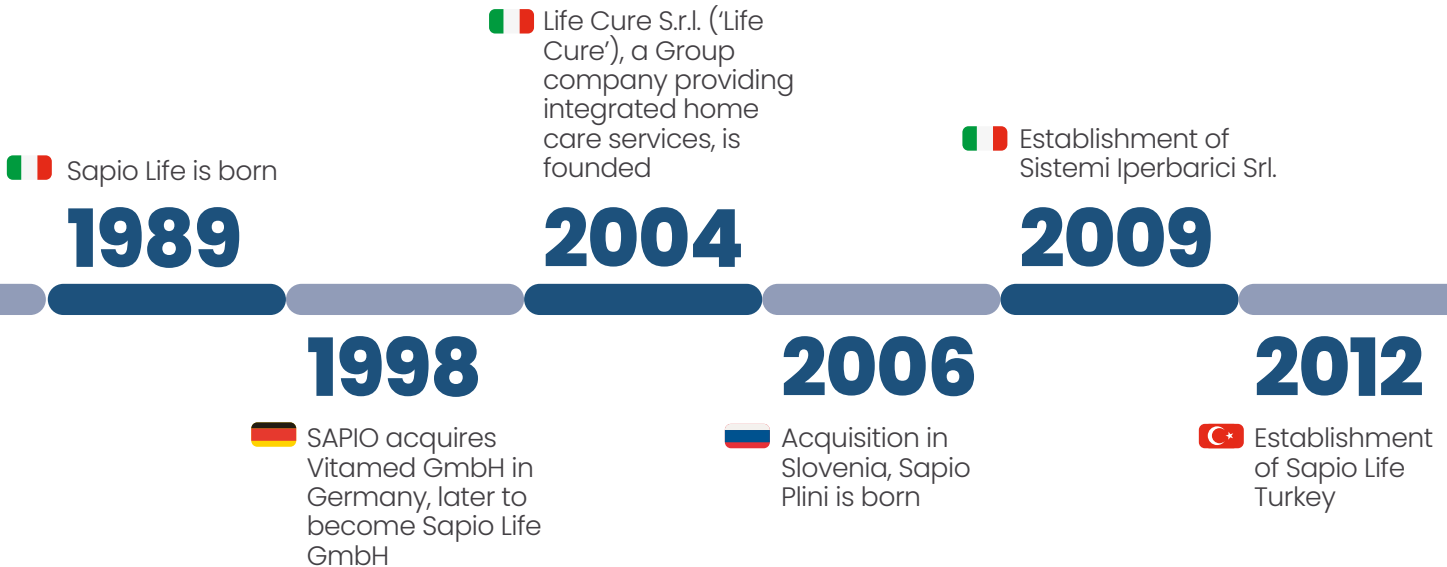 Sapio Life is born
1989
SAPIO acquires
Vitamed GmbH in
Germany, later to
become Sapio Life
GmbH
1998
Life Cure S.r.l. (‘Life
Cure’), a Group
company providing
integrated home
care services, is
founded
2004
2006
Acquisition in
Slovenia, Sapio
Plini is born
Establishment of
Sistemi Iperbarici Srl.
2009
2012
Establishment
of Sapio Life
Turkey